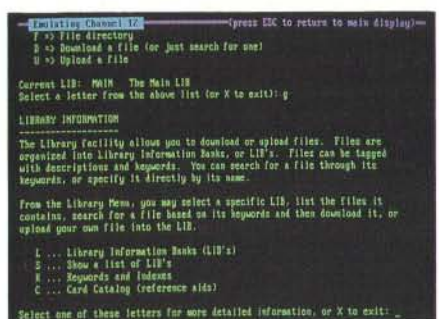 Emulating Channel 12 (press ESC to return to main display)
F => File directory
D => Download a file (or just search for one)
U => Upload a file
Current LIB: MAIN The Main LIB
Select a letter from the above list (or X to exit): g
LIBRARY INFORMATION
-------------------
The Library facility allows you to download or upload files. Files are
organized into Library Information Banks, or LIB's. Files can be tagged
with descriptions and keywords. You can search for a file through its
keywords, or specify it directly by its name.
From the Library Menu, you may select a specific LIB, list the files it
contains, search for a file based on its keywords and then download it, or
upload your own file into the LIB.
L ... Library Information Banks (LIB's)
S ... Show a list of LIB's
K ... Keywords and Indexes
C ... Card Catalog (reference aids)
Select one of these letters for more detailed information, or X to exit: _